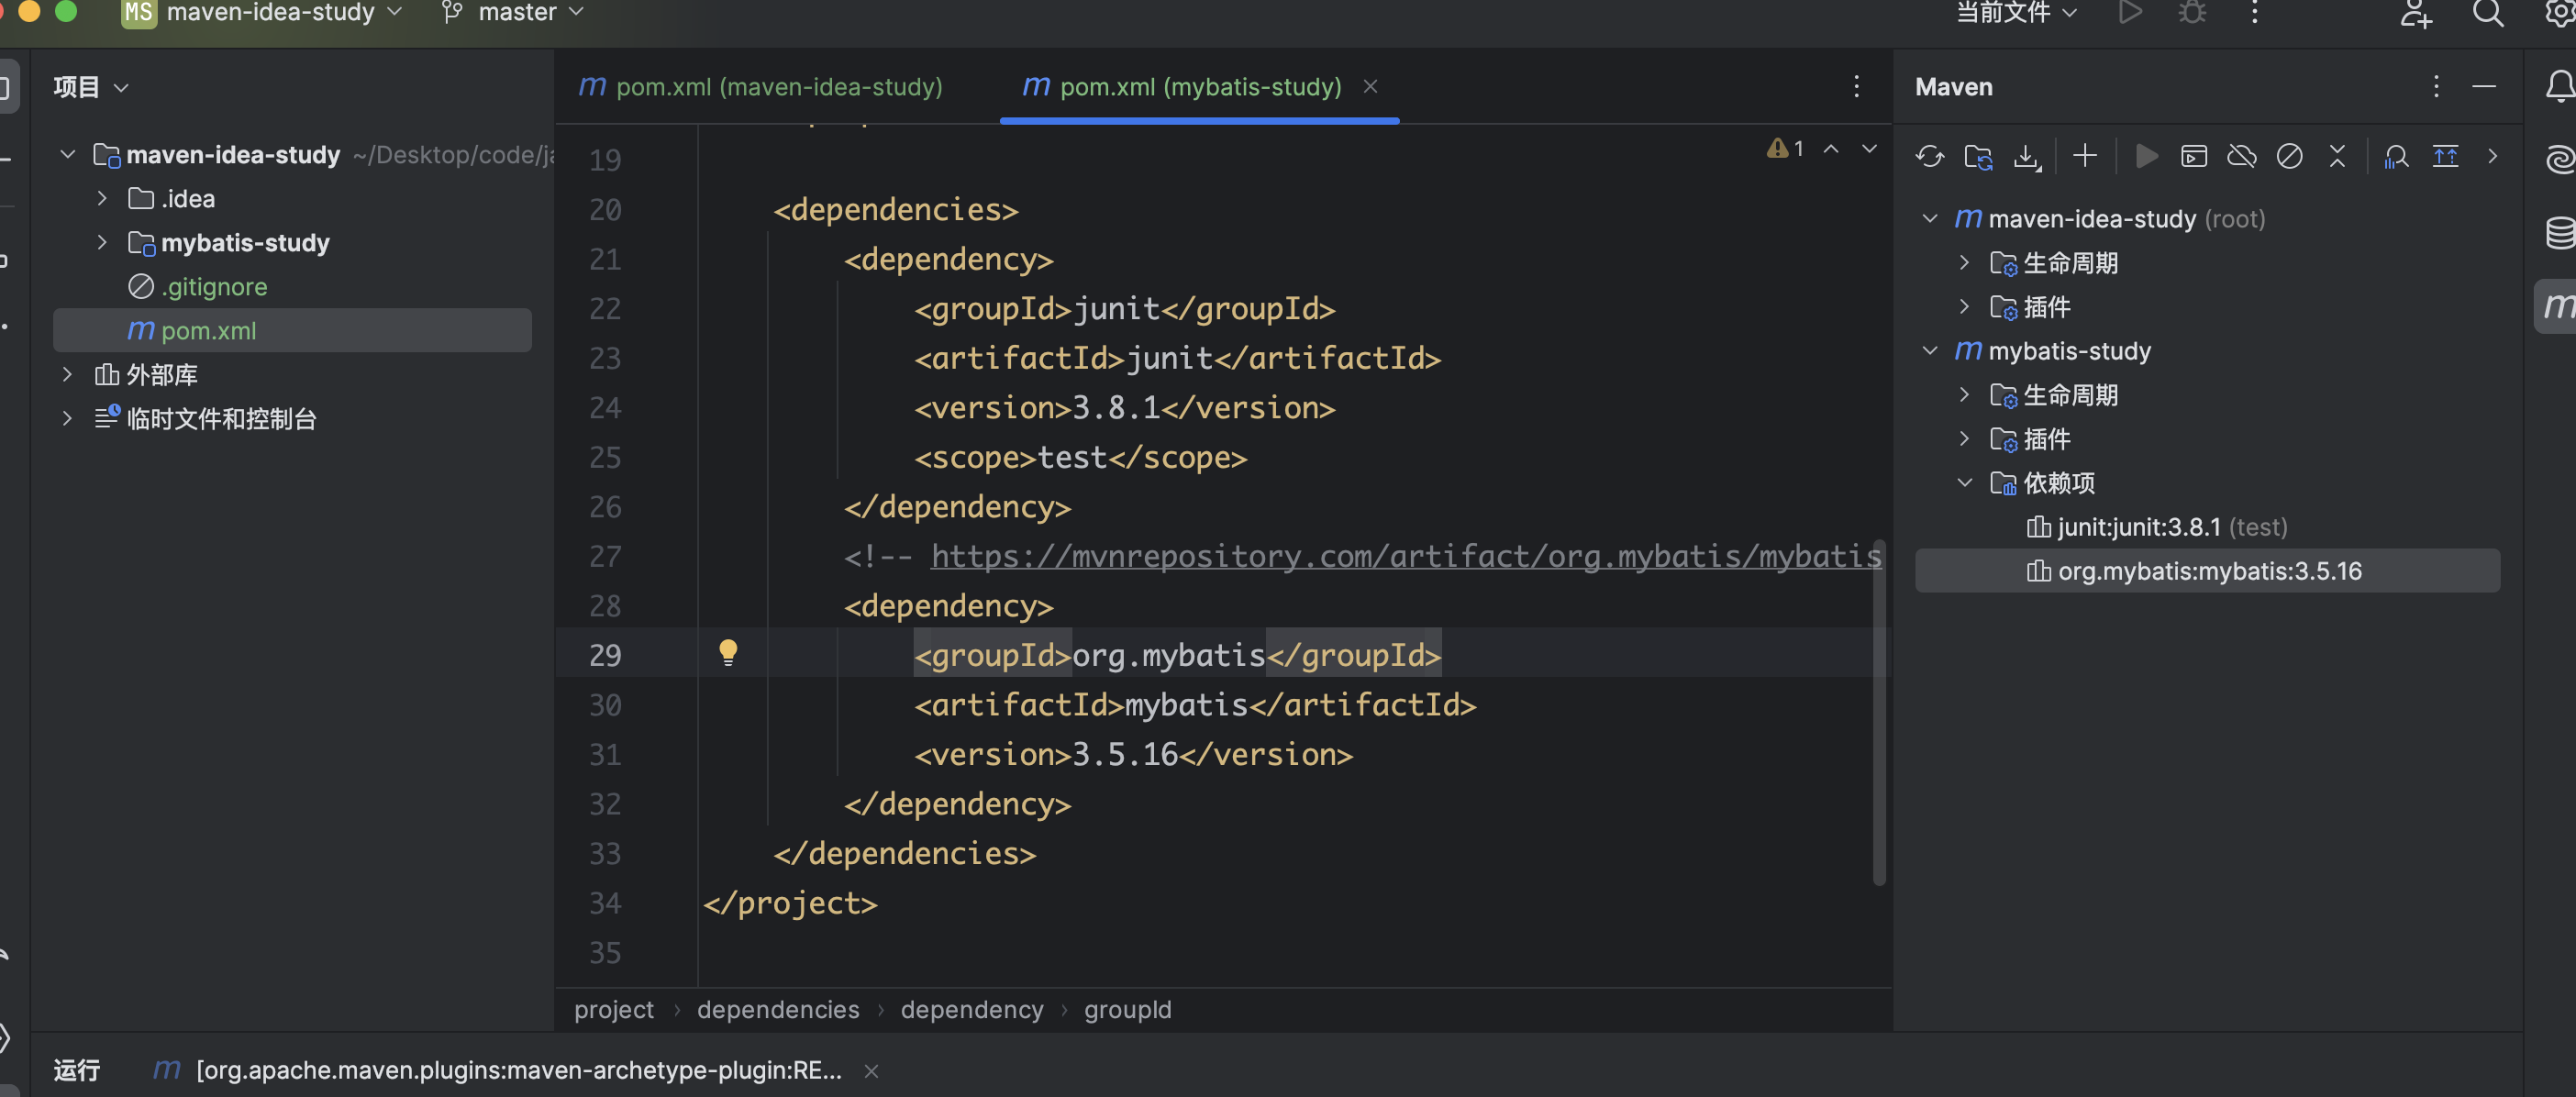 MS maven-idea-study master 当前文件
项目
maven-idea-study ~/Desktop/code/ja
.idea
mybatis-study
.gitignore
m pom.xml
外部库
临时文件和控制台
m pom.xml (maven-idea-study) m pom.xml (mybatis-study)
1
19
20 <dependencies>
21 <dependency>
22 <groupId>junit</groupId>
23 <artifactId>junit</artifactId>
24 <version>3.8.1</version>
25 <scope>test</scope>
26 </dependency>
27 <!-- https://mvnrepository.com/artifact/org.mybatis/mybatis
28 <dependency>
29 <groupId>org.mybatis</groupId>
30 <artifactId>mybatis</artifactId>
31 <version>3.5.16</version>
32 </dependency>
33 </dependencies>
34 </project>
35
project > dependencies > dependency > groupId
Maven
m maven-idea-study (root)
生命周期
插件
m mybatis-study
生命周期
插件
依赖项
junit:junit:3.8.1 (test)
org.mybatis:mybatis:3.5.16
m
运行 m [org.apache.maven.plugins:maven-archetype-plugin:RE...